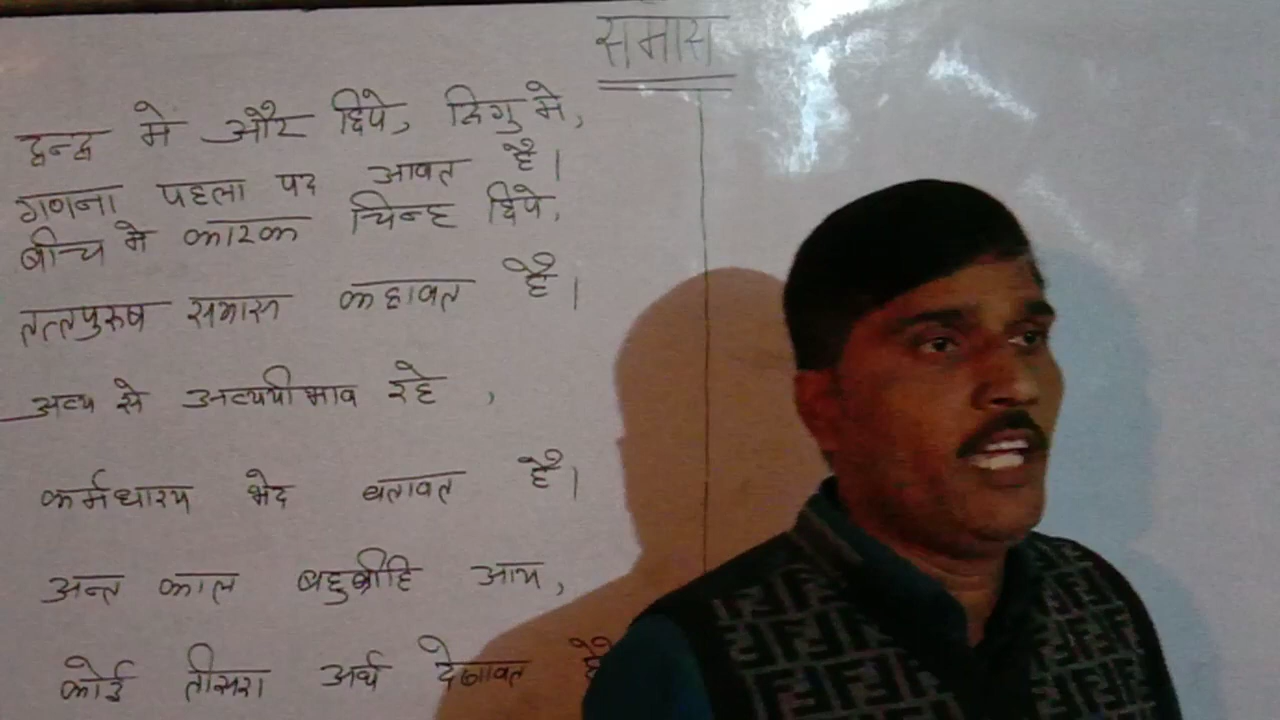 समास
द्वन्द्व मे और छिपे, द्विगु मे,
गणना पहला पद आवत है।
बीच मे कारक चिन्ह छिपे,
तत्तपुरुष समास कहावत है।
अव्य से अव्ययीभाव रहे,
कर्मधारय भेद बतावत है।
अन्त काल बहुब्रीहि आय,
कोई तीसरा अर्थ देखावत है